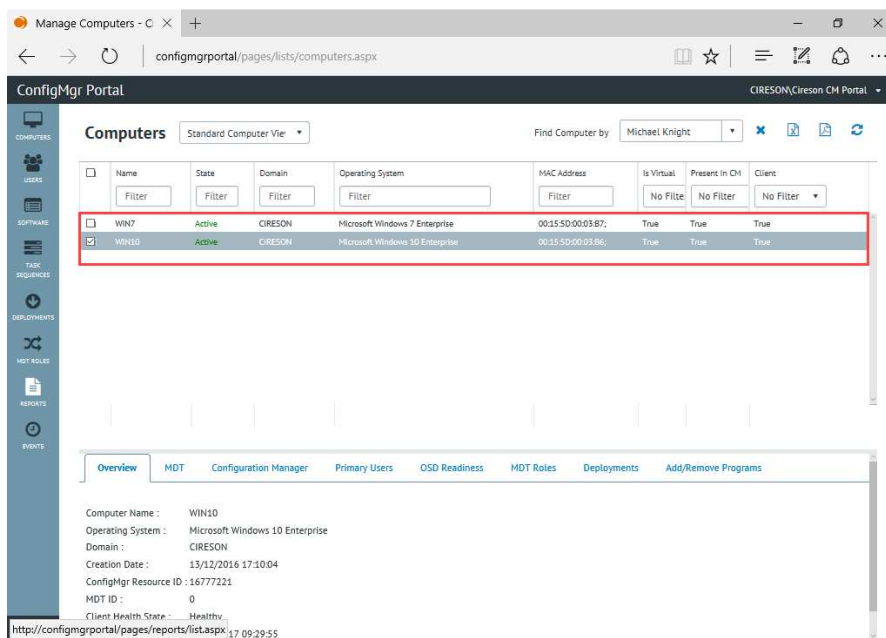 Manage Computers - Ci
configmgrportal/pages/lists/computers.aspx
ConfigMgr Portal
CIRESON\Cireson CM Portal
COMPUTERS
USERS
SOFTWARE
TASK SEQUENCES
DEPLOYMENTS
MDT ROLES
REPORTS
EVENTS
Computers
Standard Computer Vie
Find Computer by
Michael Knight
Name State Domain Operating System MAC Address Is Virtual Present In CM Client
Filter Filter Filter Filter Filter No Filte No Filter No Filter
WIN7 Active CIRESON Microsoft Windows 7 Enterprise 00:15:5D:00:03:B7; True True True
WIN10 Active CIRESON Microsoft Windows 10 Enterprise 00:15:5D:00:03:B6; True True True
Overview MDT Configuration Manager Primary Users OSD Readiness MDT Roles Deployments Add/Remove Programs
Computer Name : WIN10
Operating System : Microsoft Windows 10 Enterprise
Domain : CIRESON
Creation Date : 13/12/2016 17:10:04
ConfigMgr Resource ID : 16777221
MDT ID : 0
Client Health State : Healthy
http://configmgrportal/pages/reports/list.aspx
17 09:29:55